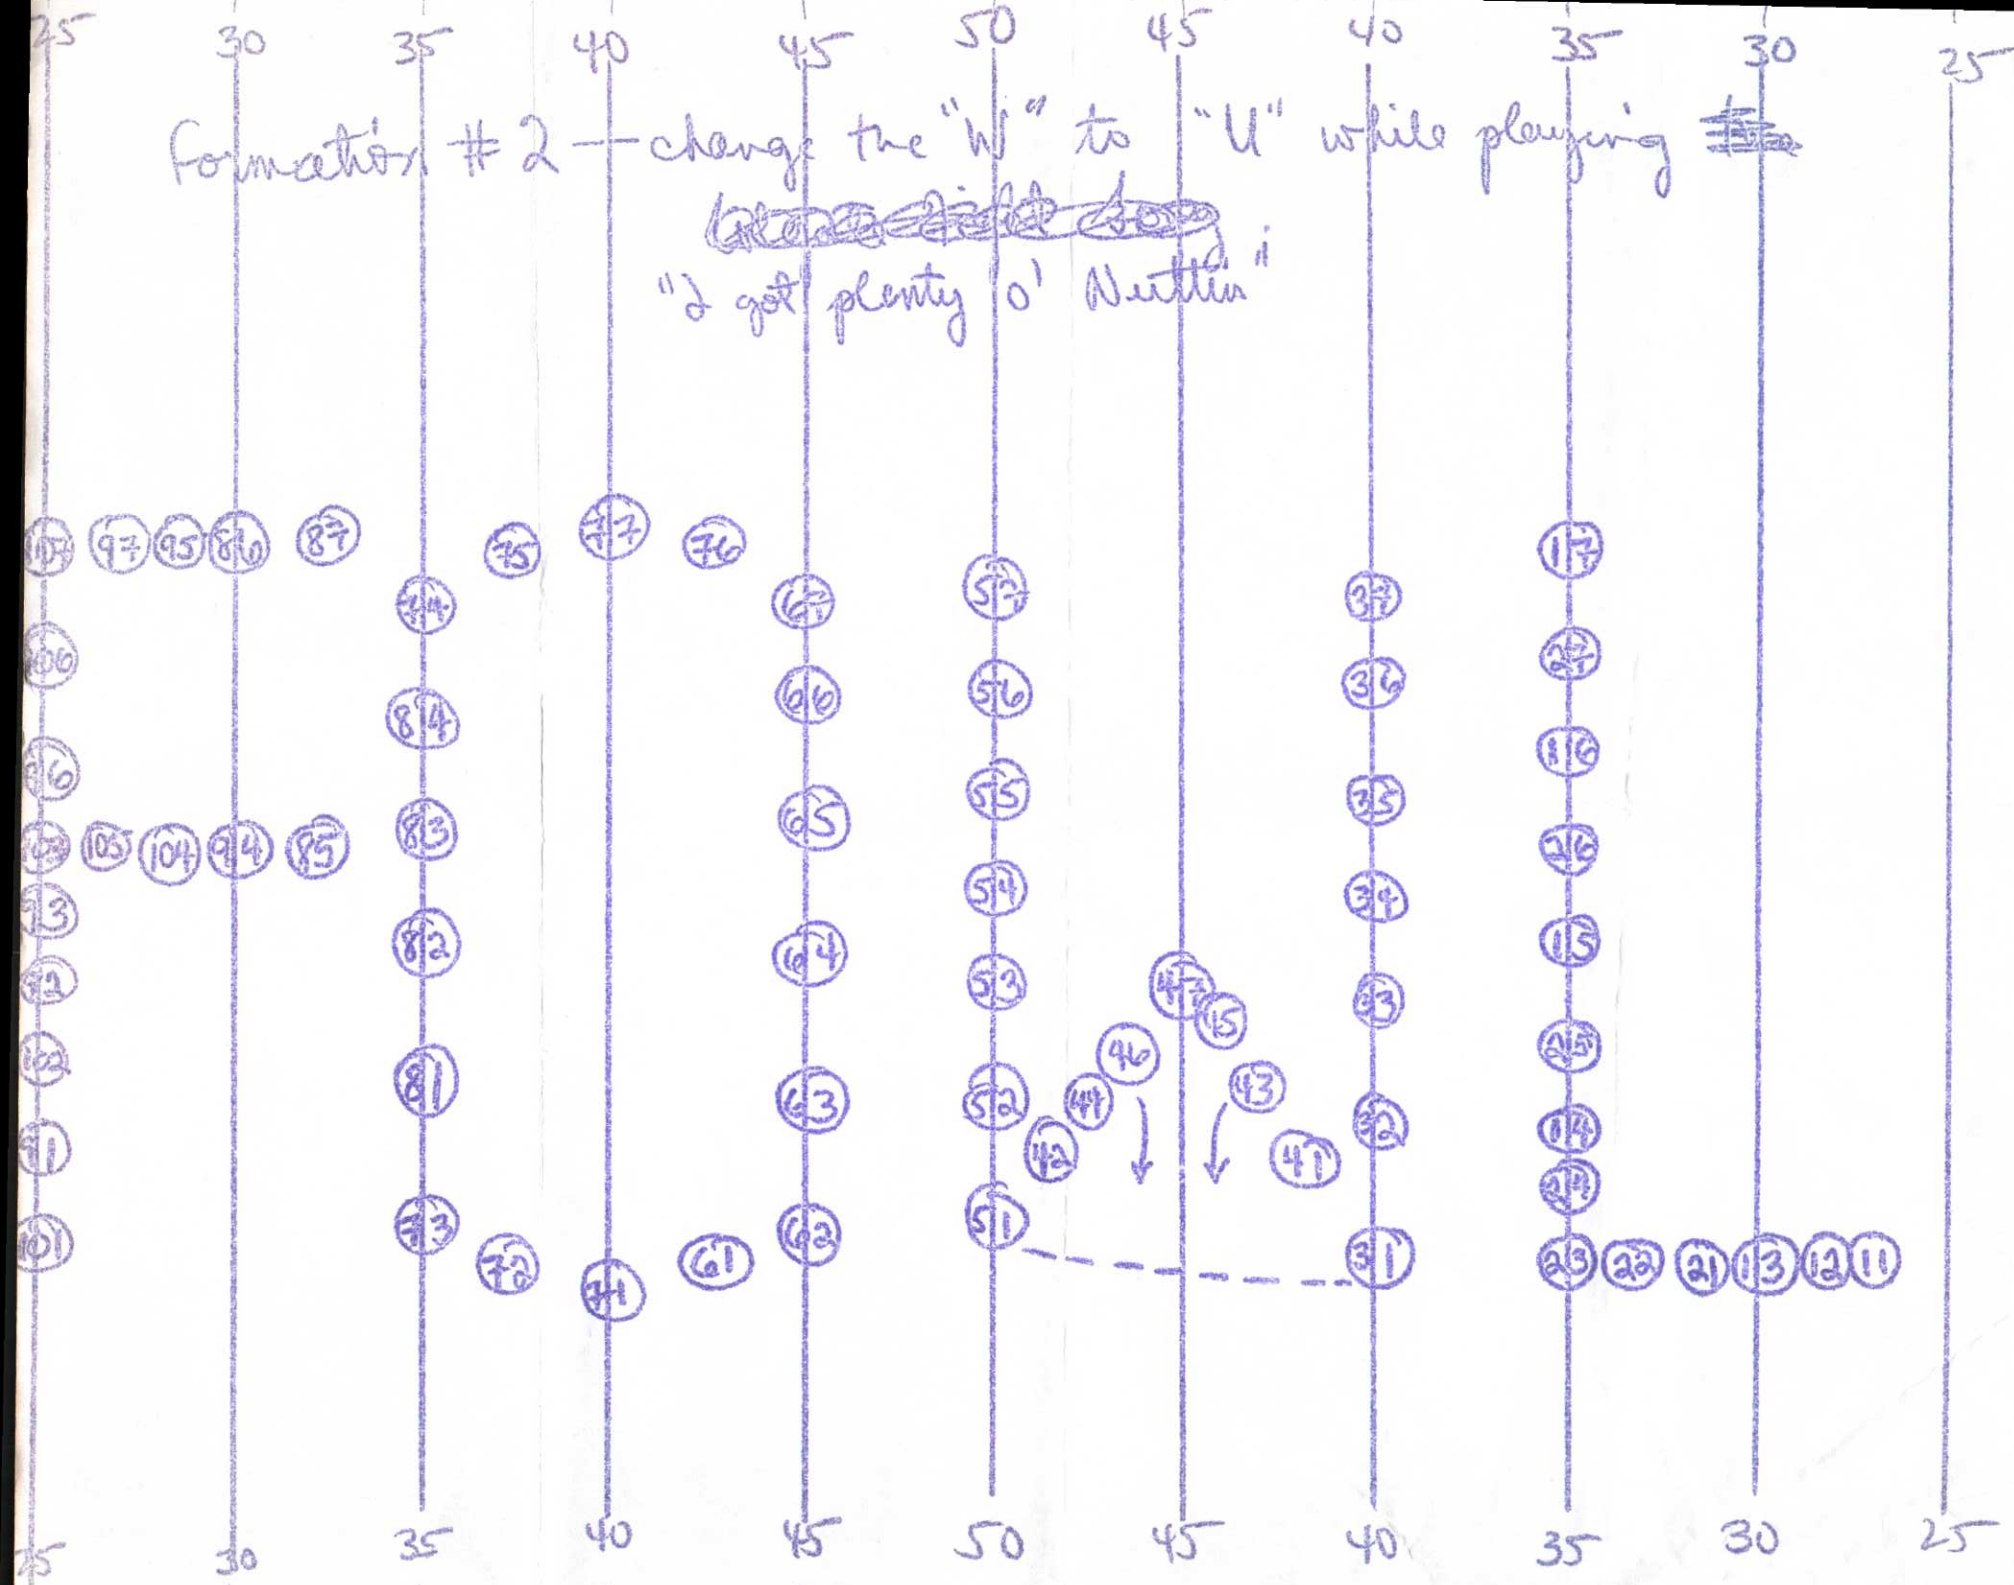 25 30 35 40 45 50 45 40 35 30 25
Formation #2 — change the "W" to "U" while playing
"I got plenty o' Nuttin"
107 97 95 86 87 75 77 76 17
74 67 57 37
106 84 66 56 36 27
96 83 65 55 35 16
103 105 104 94 85 54 34 26
93 82 64 53 47 45 33 15
92 46 25
102 81 63 52 44 43 32 14
91 42 41 24
101 73 72 71 61 62 51 31 23 22 21 13 12 11
25 30 35 40 45 50 45 40 35 30 25